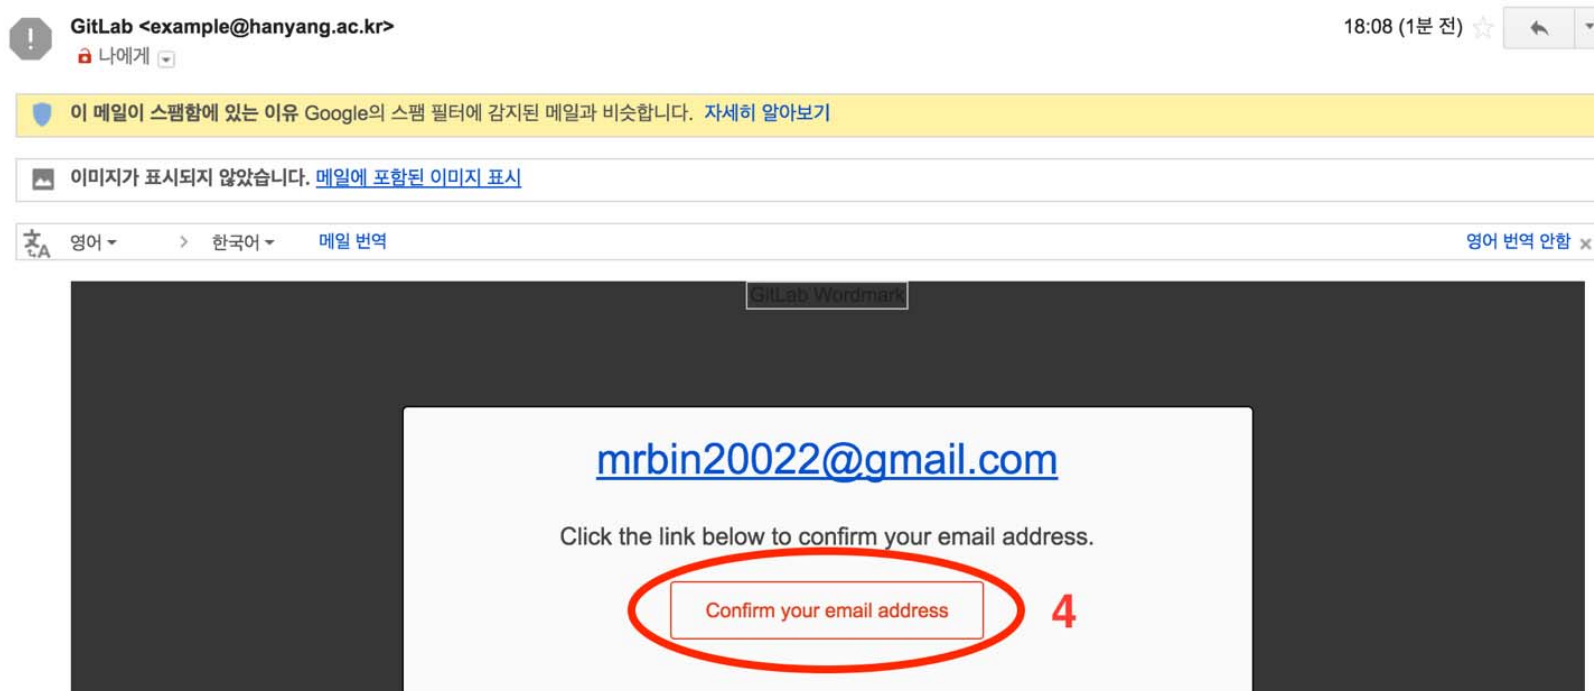 GitLab <example@hanyang.ac.kr>
18:08 (1분 전)
나에게
이 메일이 스팸함에 있는 이유 Google의 스팸 필터에 감지된 메일과 비슷합니다. 자세히 알아보기
이미지가 표시되지 않았습니다. 메일에 포함된 이미지 표시
영어 > 한국어 메일 번역 영어 번역 안함 x
GitLab Wordmark
mrbin20022@gmail.com
Click the link below to confirm your email address.
Confirm your email address 4